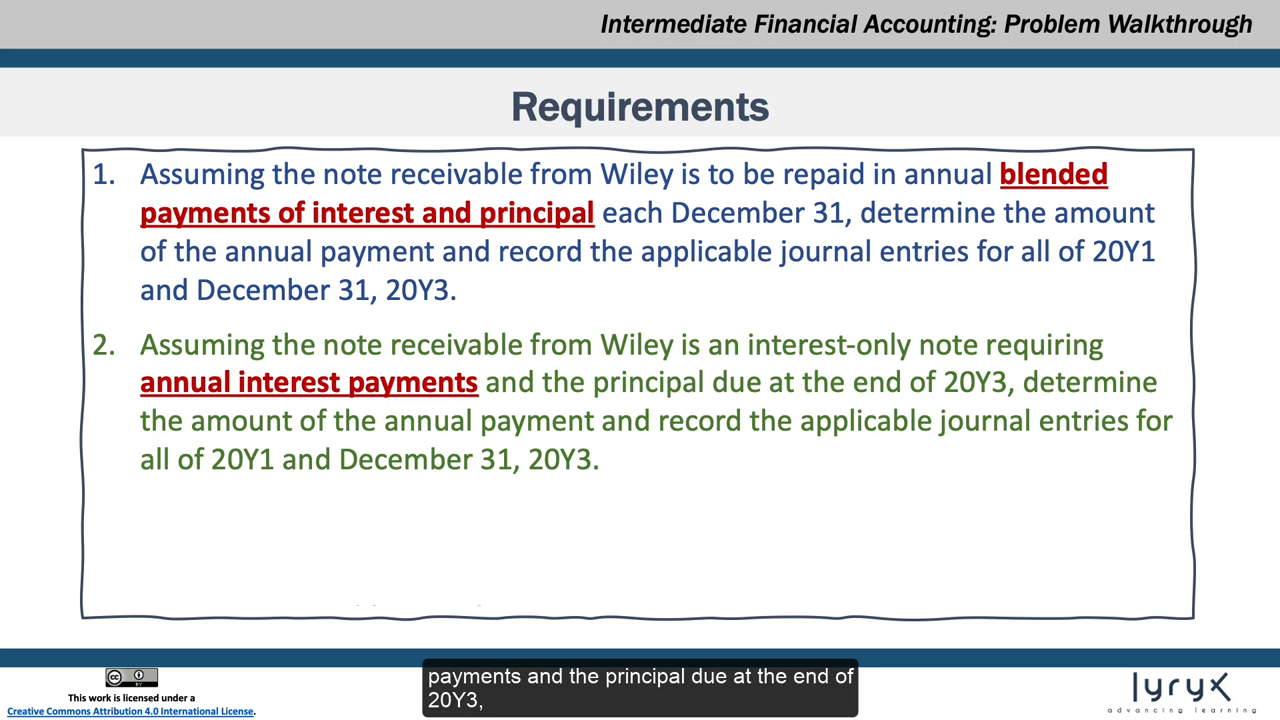 Intermediate Financial Accounting: Problem Walkthrough
Requirements
1. Assuming the note receivable from Wiley is to be repaid in annual blended
payments of interest and principal each December 31, determine the amount
of the annual payment and record the applicable journal entries for all of 20Y1
and December 31, 20Y3.
2. Assuming the note receivable from Wiley is an interest-only note requiring
annual interest payments and the principal due at the end of 20Y3, determine
the amount of the annual payment and record the applicable journal entries for
all of 20Y1 and December 31, 20Y3.
cc
BY
This work is licensed under a
Creative Commons Attribution 4.0 International License.
payments and the principal due at the end of
20Y3,
lyryx
advancing learning